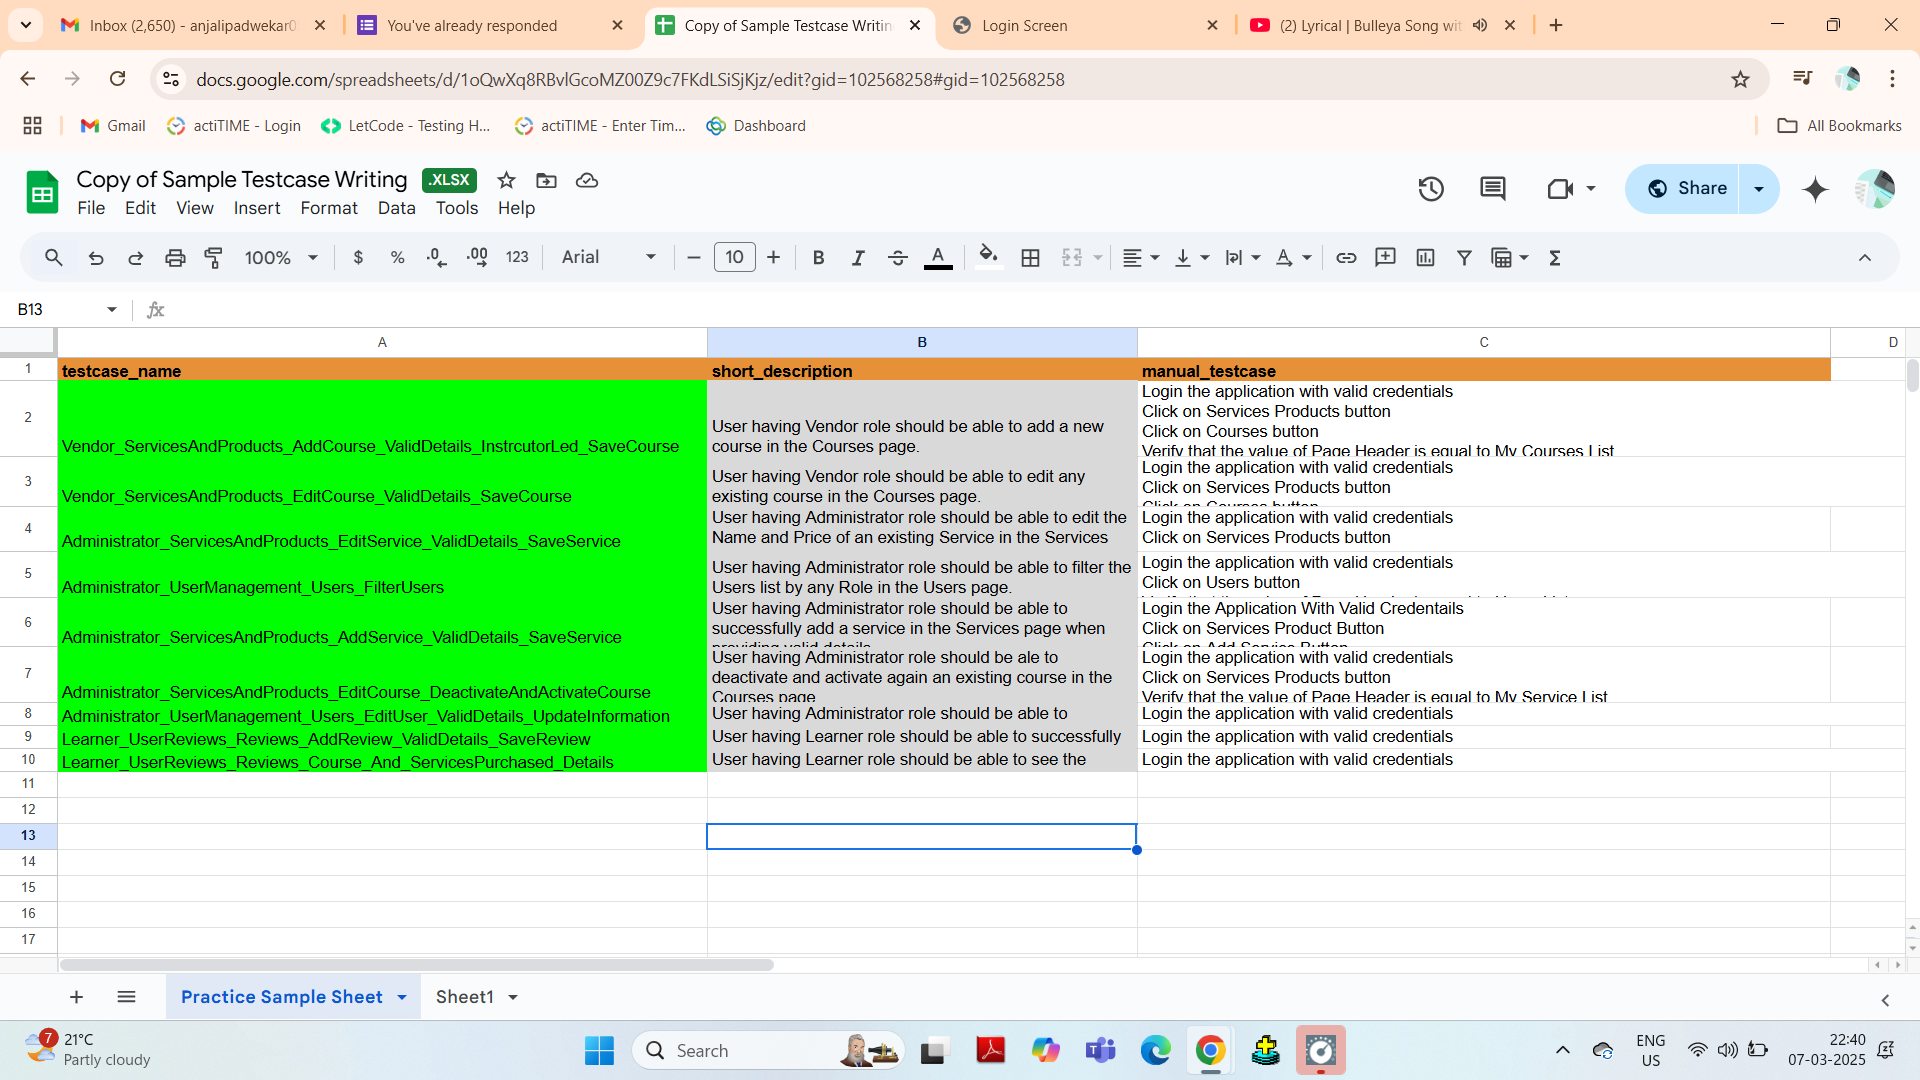 Inbox (2,650) - anjalipadwekar0
You've already responded
Copy of Sample Testcase Writin
Login Screen
(2) Lyrical | Bulleya Song wit
docs.google.com/spreadsheets/d/1oQwXq8RBvlGcoMZ00Z9c7FKdLSiSjKjz/edit?gid=102568258#gid=102568258
Gmail
actiTIME - Login
LetCode - Testing H...
actiTIME - Enter Tim...
Dashboard
All Bookmarks
Copy of Sample Testcase Writing
.XLSX
File Edit View Insert Format Data Tools Help
Share
100%
$ % .0 .00 123
Arial
10
B13
A B C D
1 testcase_name short_description manual_testcase
2 Vendor_ServicesAndProducts_AddCourse_ValidDetails_InstrcutorLed_SaveCourse
User having Vendor role should be able to add a new
course in the Courses page.
Login the application with valid credentials
Click on Services Products button
Click on Courses button
Verify that the value of Page Header is equal to My Courses List
3 Vendor_ServicesAndProducts_EditCourse_ValidDetails_SaveCourse
User having Vendor role should be able to edit any
existing course in the Courses page.
Login the application with valid credentials
Click on Services Products button
Click on Courses button
4 Administrator_ServicesAndProducts_EditService_ValidDetails_SaveService
User having Administrator role should be able to edit the
Name and Price of an existing Service in the Services
Login the application with valid credentials
Click on Services Products button
5 Administrator_UserManagement_Users_FilterUsers
User having Administrator role should be able to filter the
Users list by any Role in the Users page.
Login the application with valid credentials
Click on Users button
6 Administrator_ServicesAndProducts_AddService_ValidDetails_SaveService
User having Administrator role should be able to
successfully add a service in the Services page when
providing valid details
Login the Application With Valid Credentails
Click on Services Product Button
Click on Add Service Button
7 Administrator_ServicesAndProducts_EditCourse_DeactivateAndActivateCourse
User having Administrator role should be ale to
deactivate and activate again an existing course in the
Courses page
Login the application with valid credentials
Click on Services Products button
Verify that the value of Page Header is equal to My Service List
8 Administrator_UserManagement_Users_EditUser_ValidDetails_UpdateInformation
User having Administrator role should be able to
Login the application with valid credentials
9 Learner_UserReviews_Reviews_AddReview_ValidDetails_SaveReview
User having Learner role should be able to successfully
Login the application with valid credentials
10 Learner_UserReviews_Reviews_Course_And_ServicesPurchased_Details
User having Learner role should be able to see the
Login the application with valid credentials
11
12
13
14
15
16
17
Practice Sample Sheet
Sheet1
7
21°C
Partly cloudy
Search
ENG
US
22:40
07-03-2025